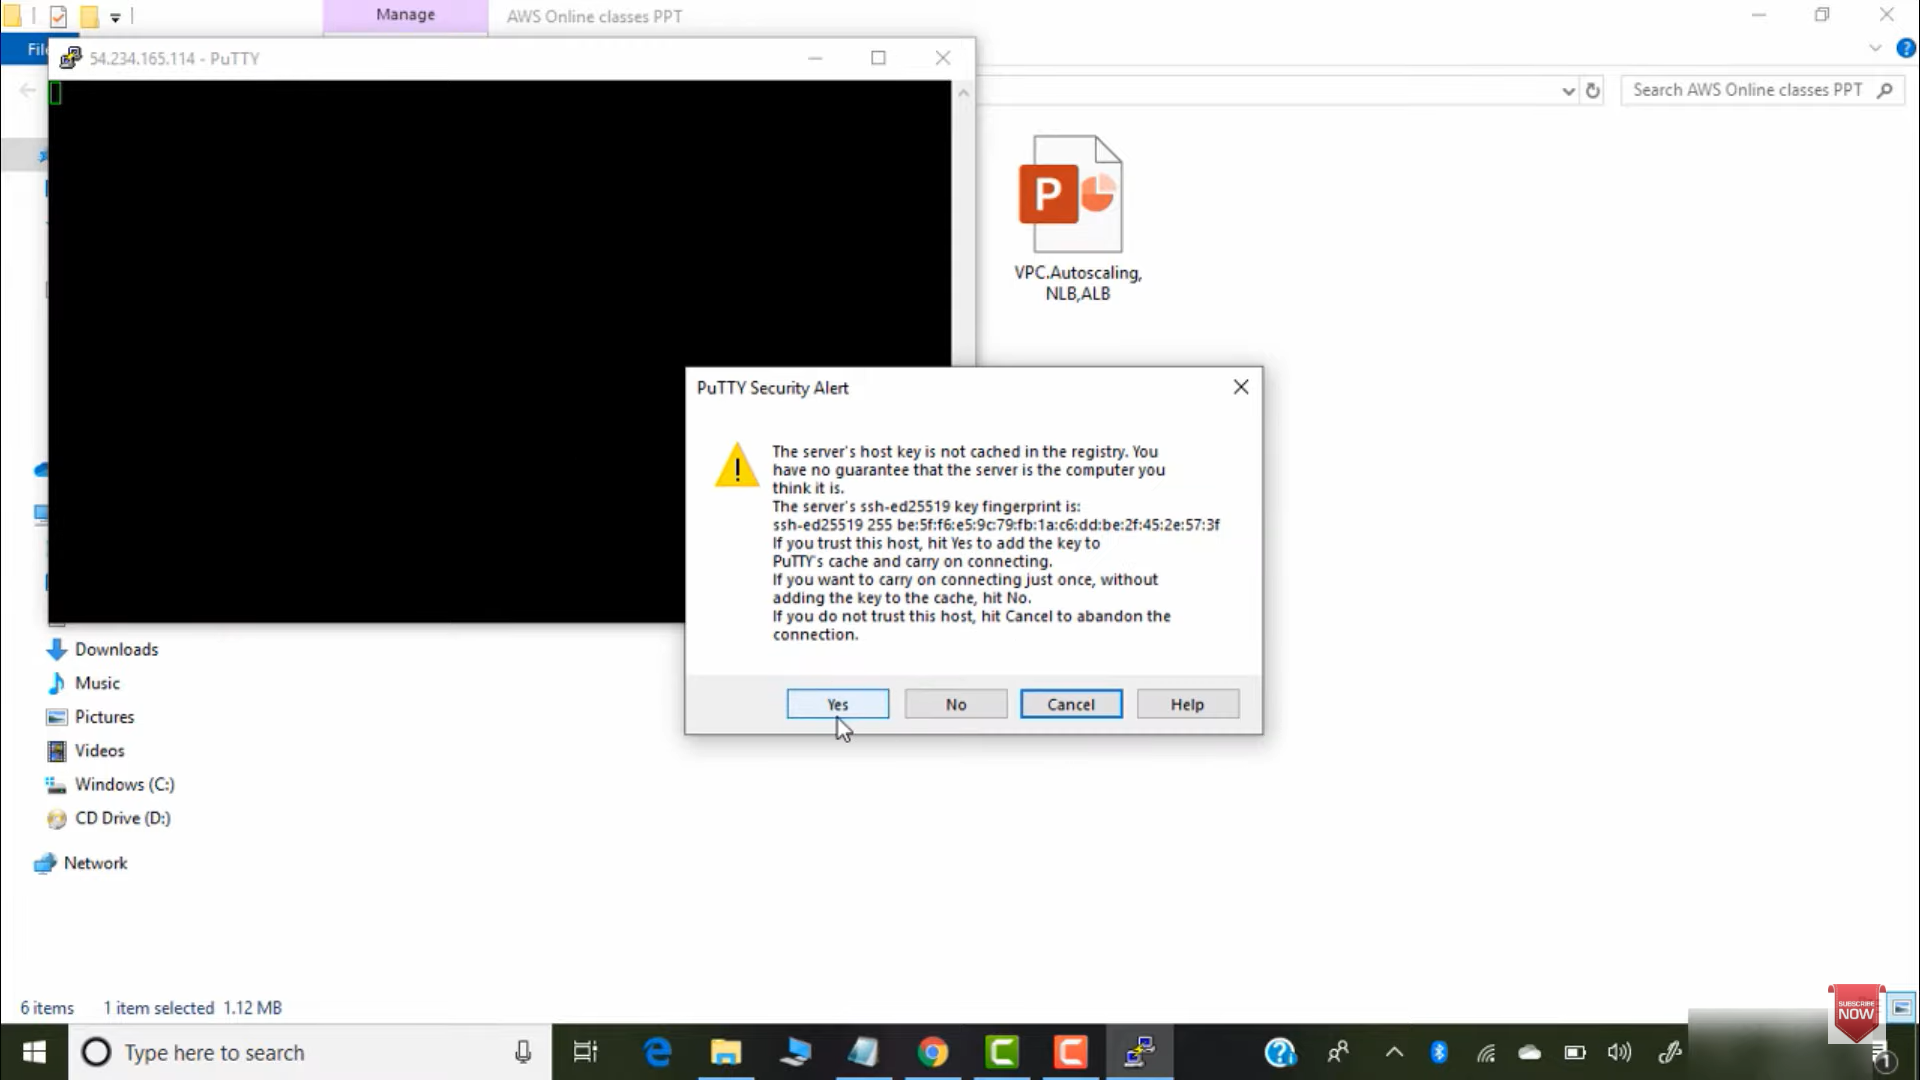 Manage
AWS Online classes PPT
File
54.234.165.114 - PuTTY
Search AWS Online classes PPT
P
VPC.Autoscaling,
NLB,ALB
PuTTY Security Alert
The server's host key is not cached in the registry. You
have no guarantee that the server is the computer you
think it is.
The server's ssh-ed25519 key fingerprint is:
ssh-ed25519 255 be:5f:f6:e5:9c:79:fb:1a:c6:dd:be:2f:45:2e:57:3f
If you trust this host, hit Yes to add the key to
PuTTY's cache and carry on connecting.
If you want to carry on connecting just once, without
adding the key to the cache, hit No.
If you do not trust this host, hit Cancel to abandon the
connection.
Yes
No
Cancel
Help
Downloads
Music
Pictures
Videos
Windows (C:)
CD Drive (D:)
Network
6 items
1 item selected 1.12 MB
SUBSCRIBE
NOW
Type here to search
1